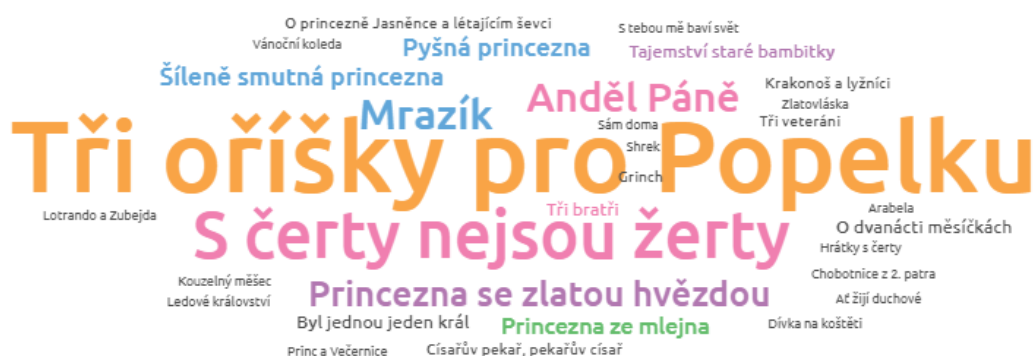 O princezně Jasněnce a létajícím ševci
S tebou mě baví svět
Vánoční koleda
Pyšná princezna
Tajemství staré bambitky
Šíleně smutná princezna
Anděl Páně
Krakonoš a lyžníci
Mrazík
Zlatovláska
Sám doma
Tři veteráni
Tři oříšky pro Popelku
Shrek
Grinch
Lotrando a Zubejda
Tři bratři
Arabela
S čerty nejsou žerty
O dvanácti měsíčkách
Hrátky s čerty
Kouzelný měšec
Chobotnice z 2. patra
Ledové království
Princezna se zlatou hvězdou
Ať žijí duchové
Byl jednou jeden král
Princezna ze mlejna
Dívka na koštěti
Princ a Večernice
Císařův pekař, pekařův císař